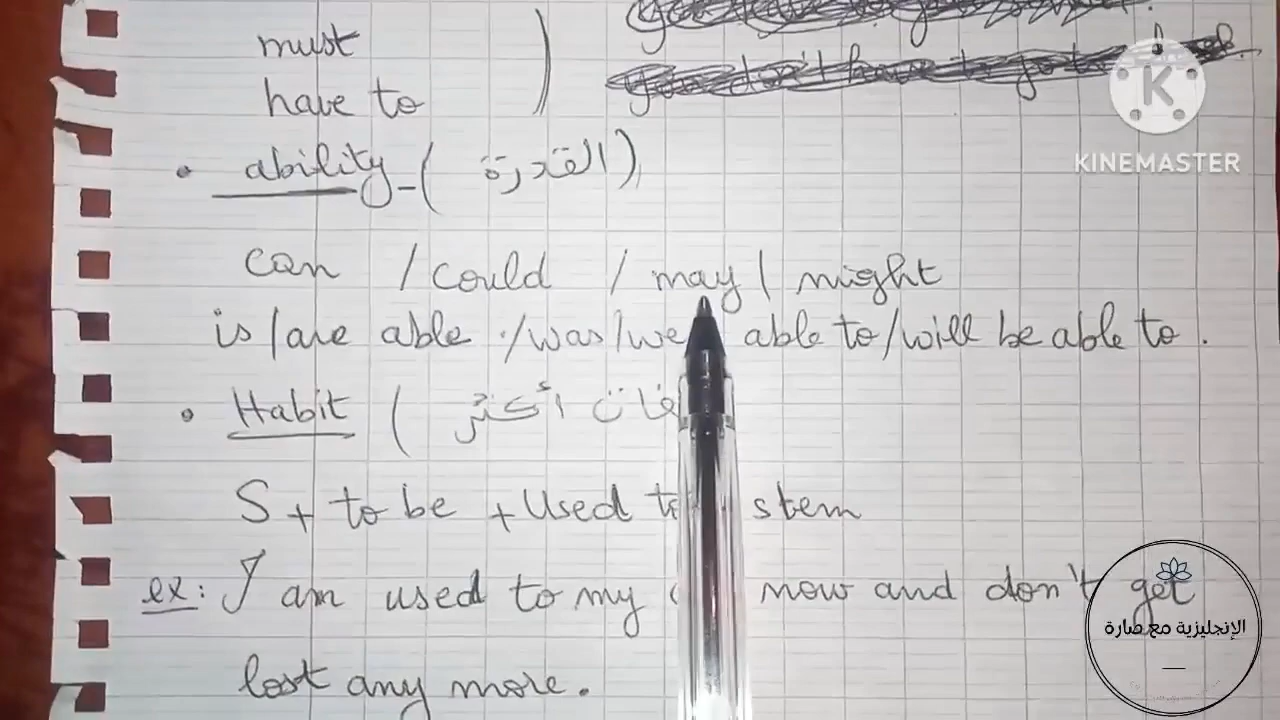 must
have to
KINEMASTER
• ability - (القدرة)
can / could / may / might
is / are able / was / we able to / will be able to.
• Habit ( أكثر
S + to be + used stem
ex: I am used to my now and don't get
lost any more.
الإنجليزية مع صارة